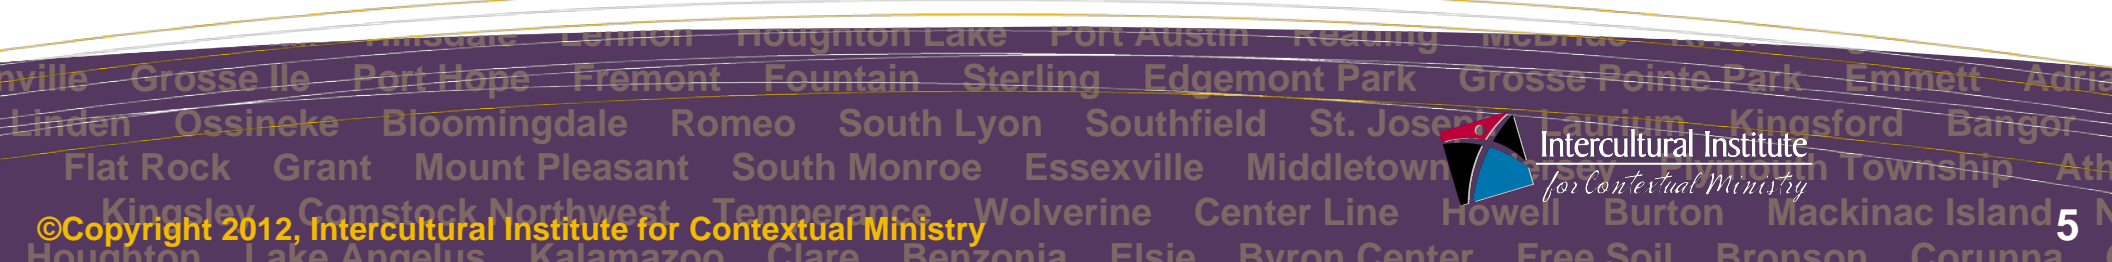 Hillsdale Lennon Houghton Lake Port Austin Reading McBride
nville Grosse Ile Port Hope Fremont Fountain Sterling Edgemont Park Grosse Pointe Park Emmett Adria
Linden Ossineke Bloomingdale Romeo South Lyon Southfield St. Joseph Laurium Kingsford Bangor
Flat Rock Grant Mount Pleasant South Monroe Essexville Middletown Plymouth Township Ath
Intercultural Institute
for Contextual Ministry
Kingsley Comstock Northwest Temperance Wolverine Center Line Howell Burton Mackinac Island N
©Copyright 2012, Intercultural Institute for Contextual Ministry
5
Houghton Lake Angelus Kalamazoo Clare Benzonia Elsie Byron Center Free Soil Bronson Corunna